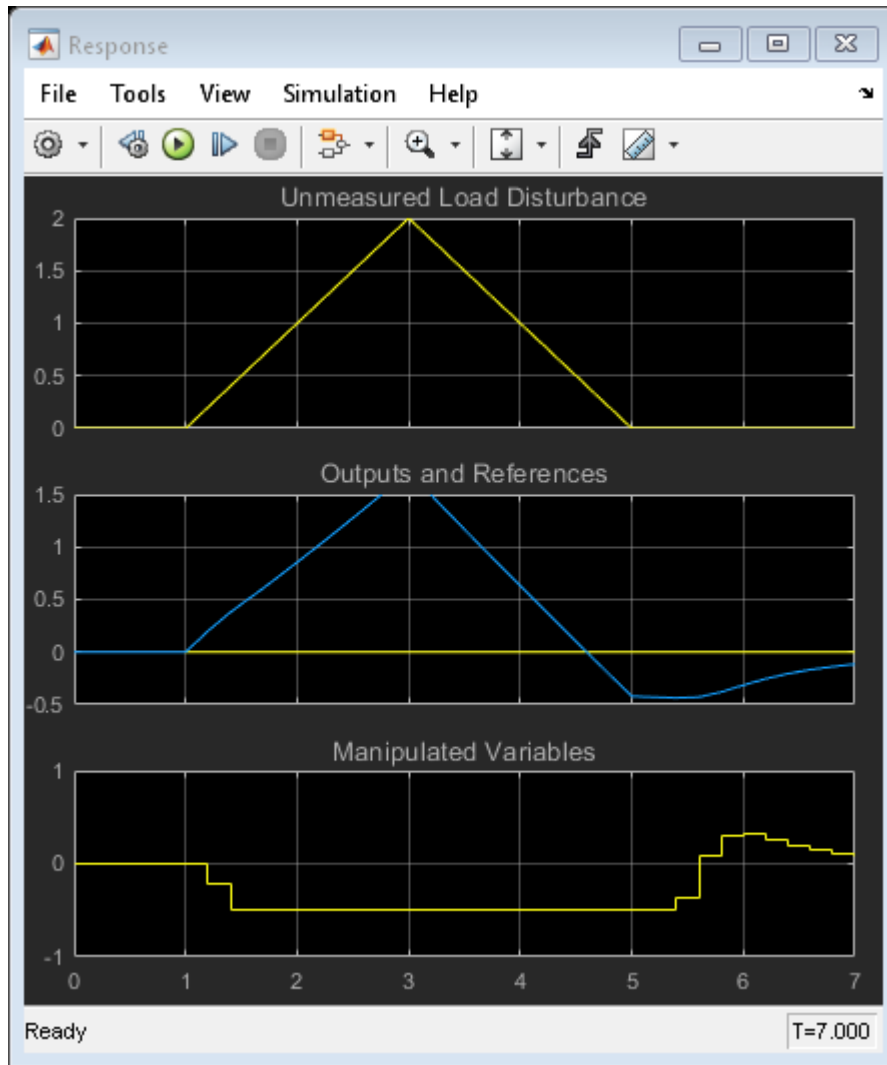 Response
File Tools View Simulation Help
Unmeasured Load Disturbance
2
1.5
1
0.5
0
Outputs and References
1.5
1
0.5
0
-0.5
Manipulated Variables
1
0
-1
0 1 2 3 4 5 6 7
Ready T=7.000